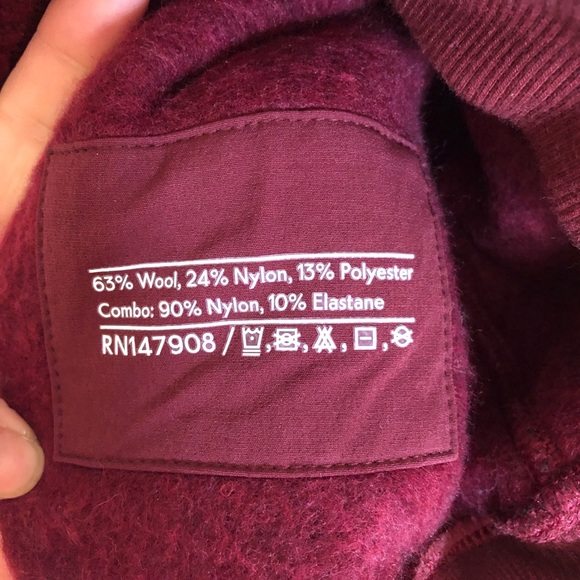 63% Wool, 24% Nylon, 13% Polyester
Combo: 90% Nylon, 10% Elastane
RN147908 /